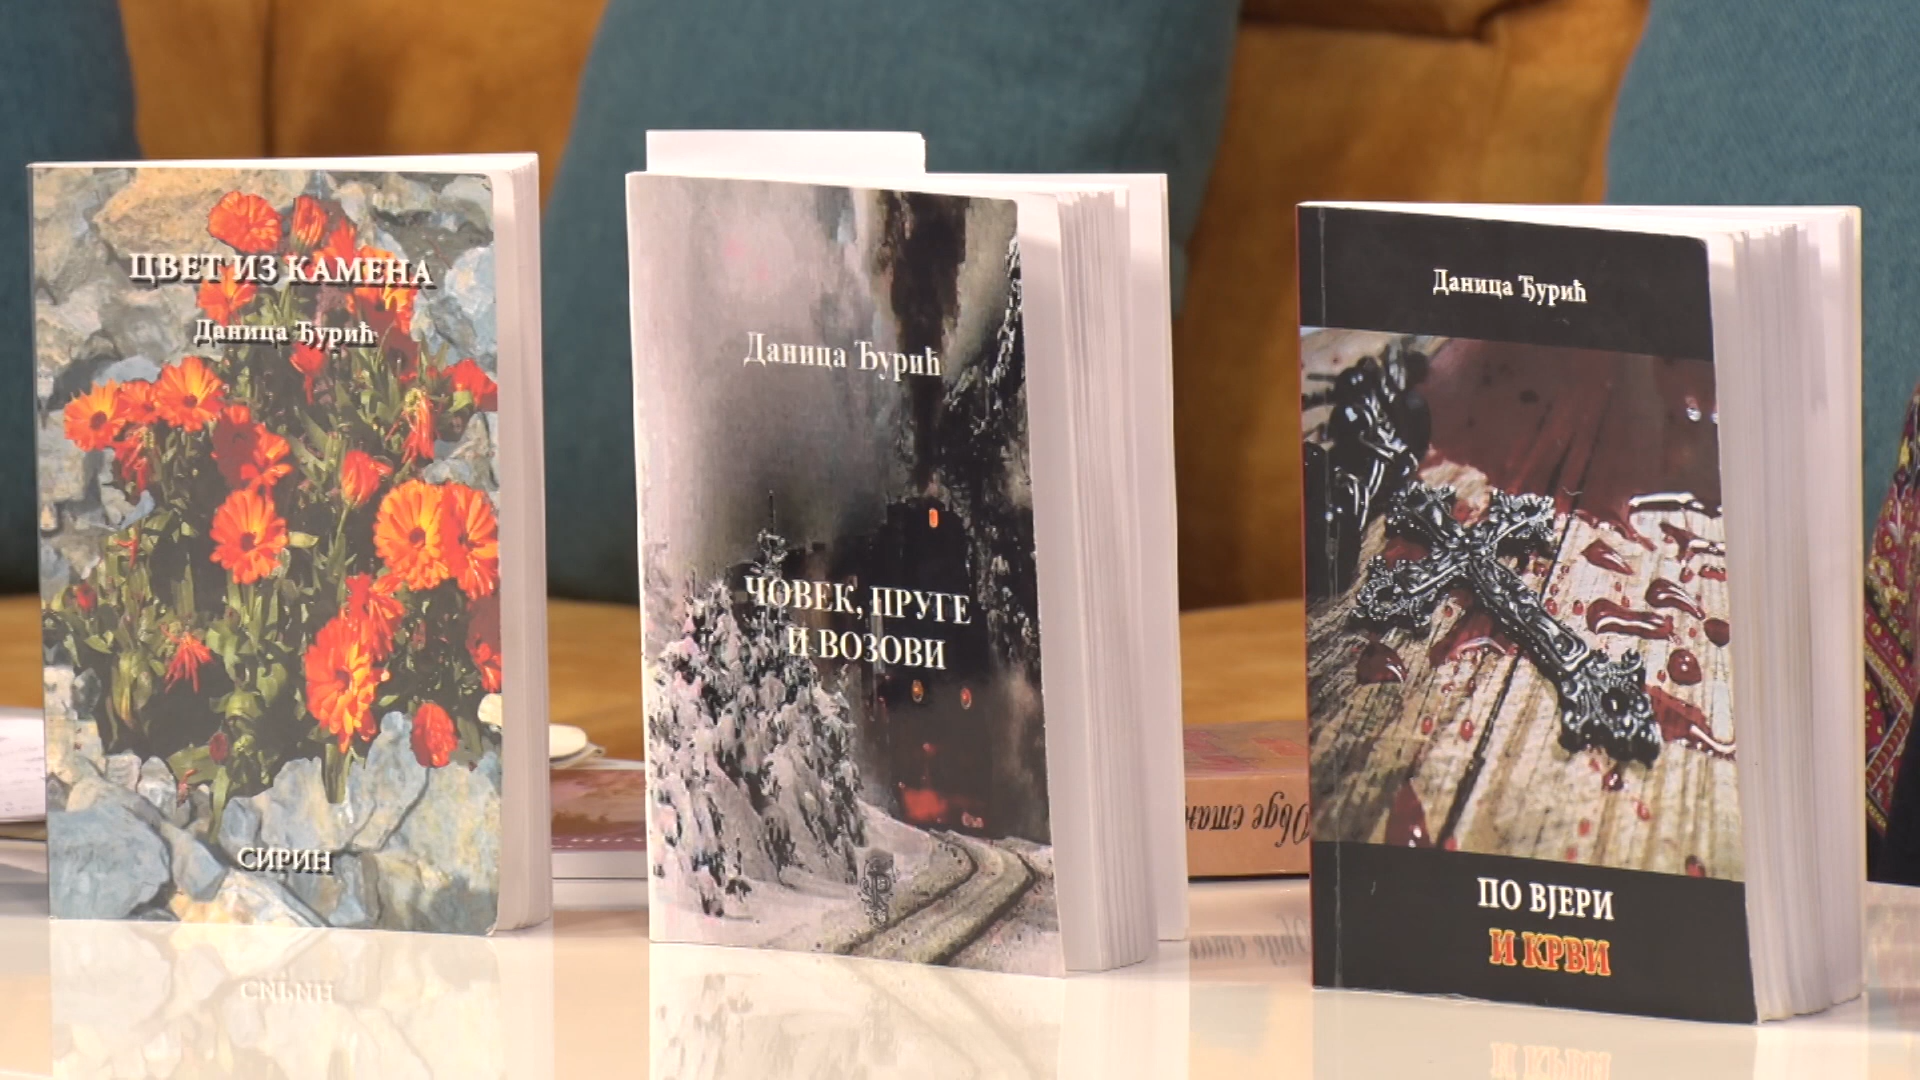 ЦВЕТ ИЗ КАМЕНА
Даница Ђурић
СИРИН
Даница Ђурић
ЧОВЕК, ПРУГЕ
И ВОЗОВИ
Даница Ђурић
ПО ВЈЕРИ
И КРВИ